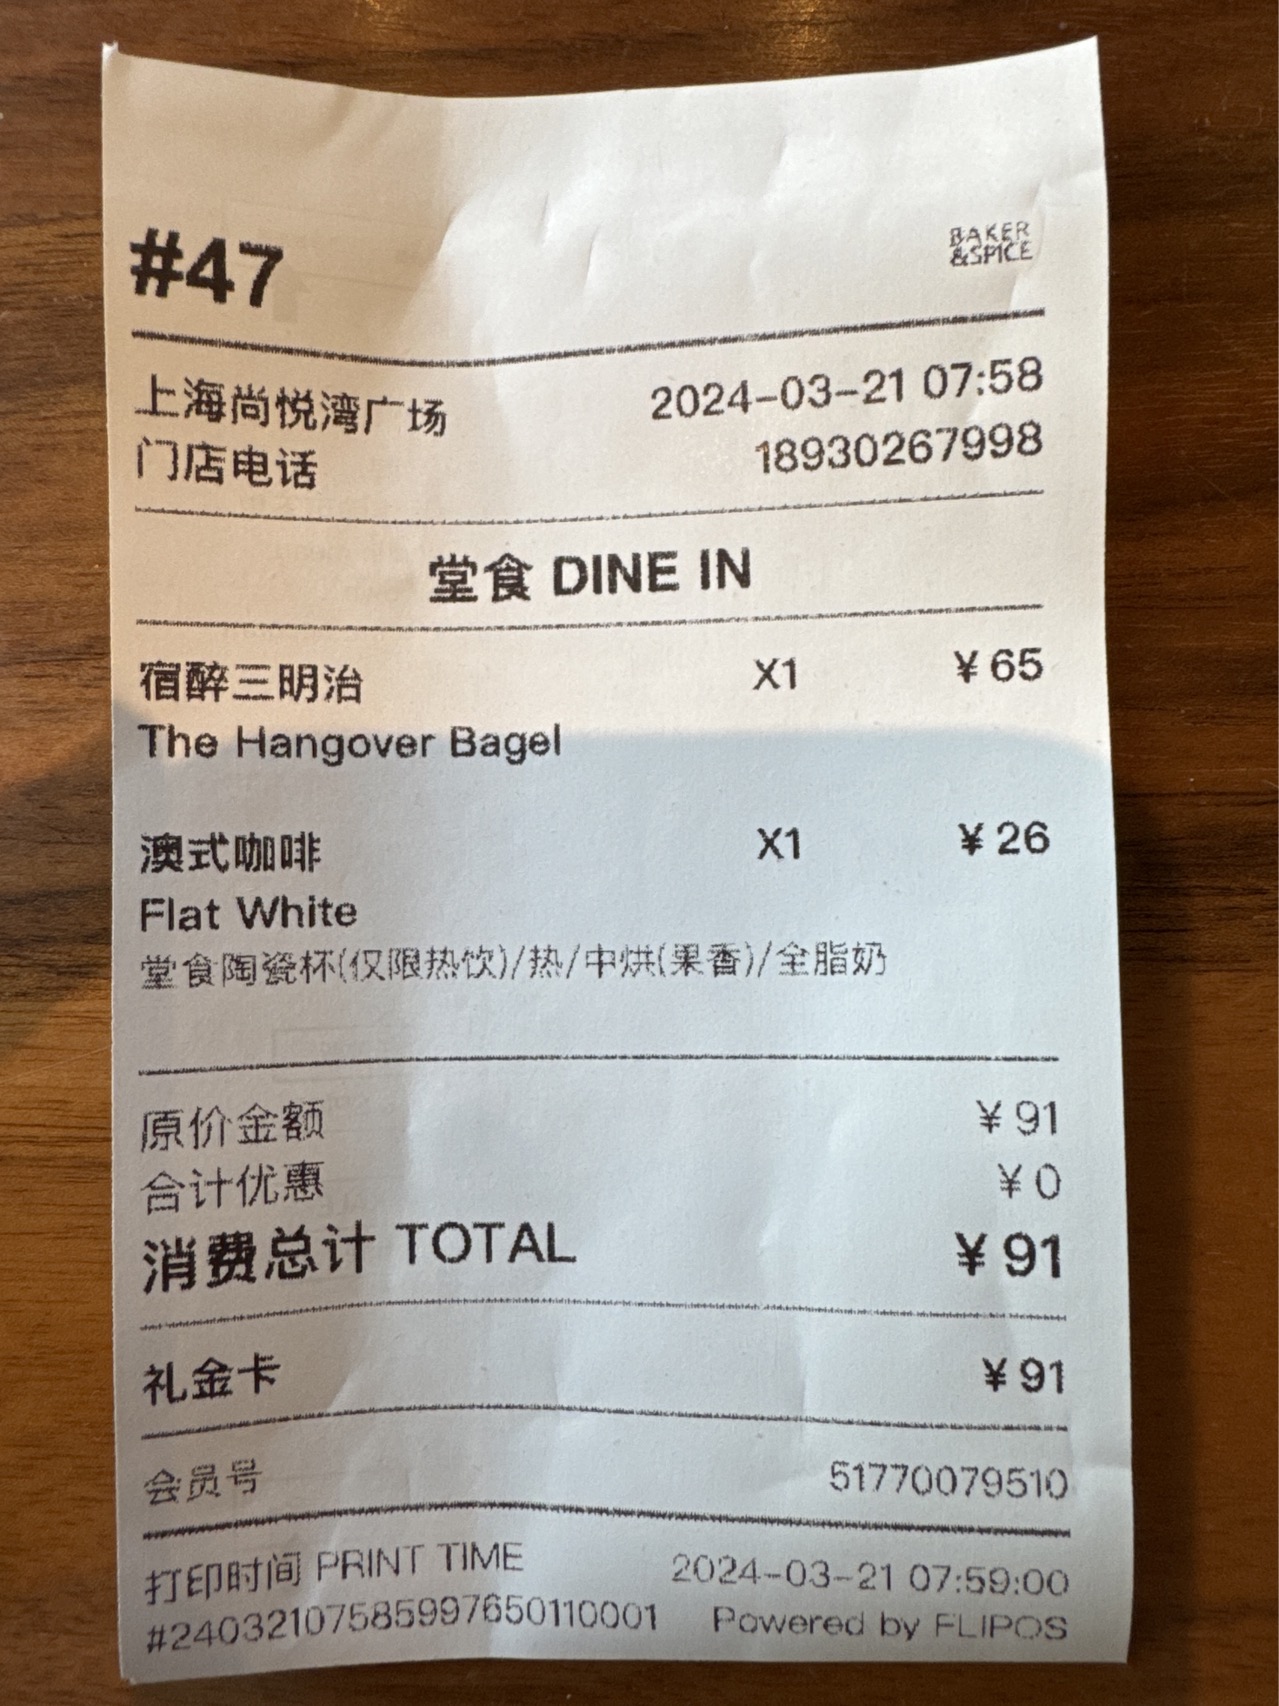 #47
BAKER
&SPICE
上海尚悦湾广场 2024-03-21 07:58
门店电话 18930267998
堂食 DINE IN
宿醉三明治 X1 ¥65
The Hangover Bagel
澳式咖啡 X1 ¥26
Flat White
堂食陶瓷杯(仅限热饮)/热/中烘(果香)/全脂奶
原价金额 ¥91
合计优惠 ¥0
消费总计 TOTAL ¥91
礼金卡 ¥91
会员号 51770079510
打印时间 PRINT TIME 2024-03-21 07:59:00
#240321075859976501​10001 Powered by FLIPOS